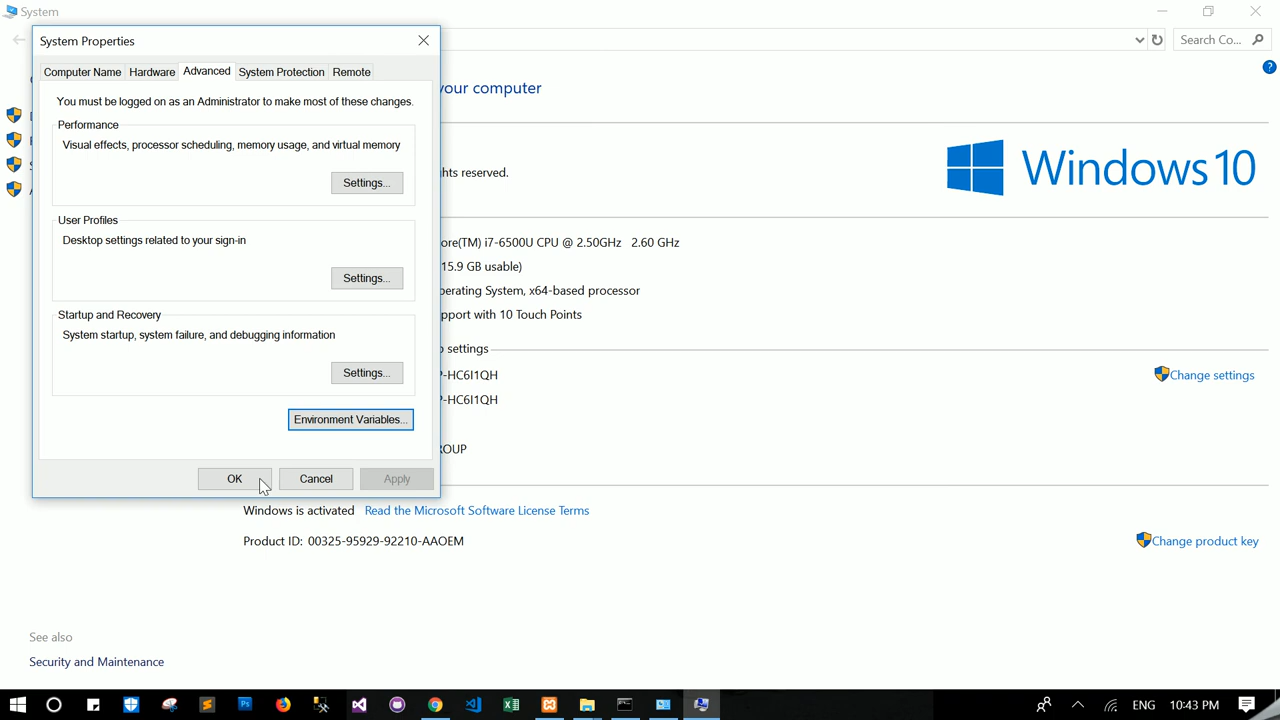 System
System Properties
Search Co...
Computer Name
Hardware
Advanced
System Protection
Remote
You must be logged on as an Administrator to make most of these changes.
Performance
Visual effects, processor scheduling, memory usage, and virtual memory
Settings...
User Profiles
Desktop settings related to your sign-in
Settings...
Startup and Recovery
System startup, system failure, and debugging information
Settings...
Environment Variables...
OK
Cancel
Apply
your computer
hts reserved.
Windows 10
ore(TM) i7-6500U CPU @ 2.50GHz 2.60 GHz
15.9 GB usable)
perating System, x64-based processor
pport with 10 Touch Points
settings
P-HC6I1QH
Change settings
P-HC6I1QH
OUP
Windows is activated
Read the Microsoft Software License Terms
Product ID: 00325-95929-92210-AAOEM
Change product key
See also
Security and Maintenance
ENG
10:43 PM